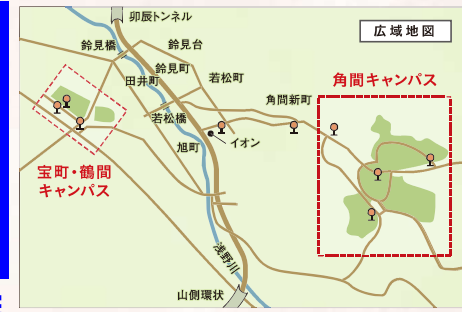 卯辰トンネル
広域地図
鈴見橋
鈴見台
鈴見町
田井町
若松町
角間キャンパス
角間新町
若松橋
イオン
旭町
宝町・鶴間
キャンパス
浅野川
山側環状